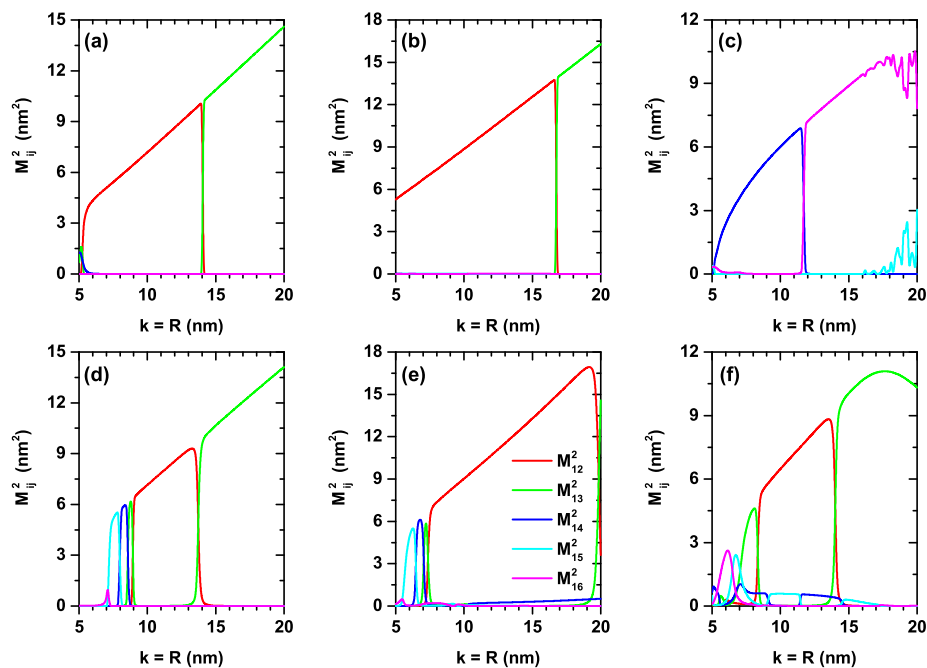 (a)
15
12
9
6
3
0
M²ij (nm²)
5 10 15 20
k = R (nm)
(b)
18
15
12
9
6
3
0
M²ij (nm²)
5 10 15 20
k = R (nm)
(c)
12
9
6
3
0
M²ij (nm²)
5 10 15 20
k = R (nm)
(d)
15
12
9
6
3
0
M²ij (nm²)
5 10 15 20
k = R (nm)
(e)
18
15
12
9
6
3
0
M²ij (nm²)
M²12
M²13
M²14
M²15
M²16
5 10 15 20
k = R (nm)
(f)
12
9
6
3
0
M²ij (nm²)
5 10 15 20
k = R (nm)